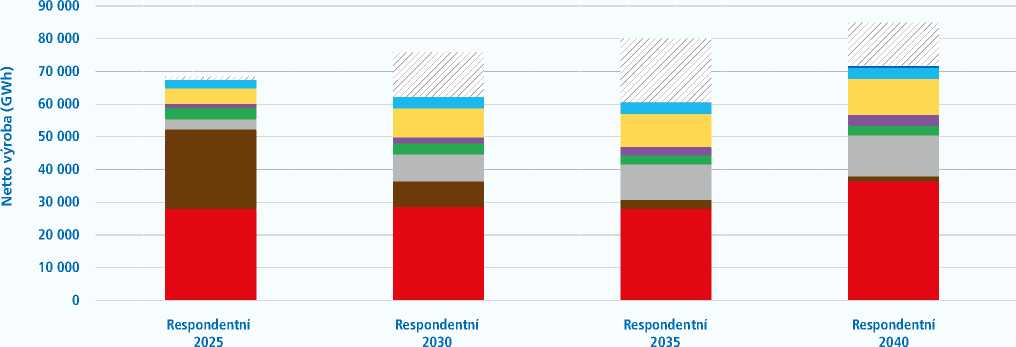 Netto výroba (GWh)
90 000
80 000
70 000
60 000
50 000
40 000
30 000
20 000
10 000
0
Respondentní
2025
Respondentní
2030
Respondentní
2035
Respondentní
2040